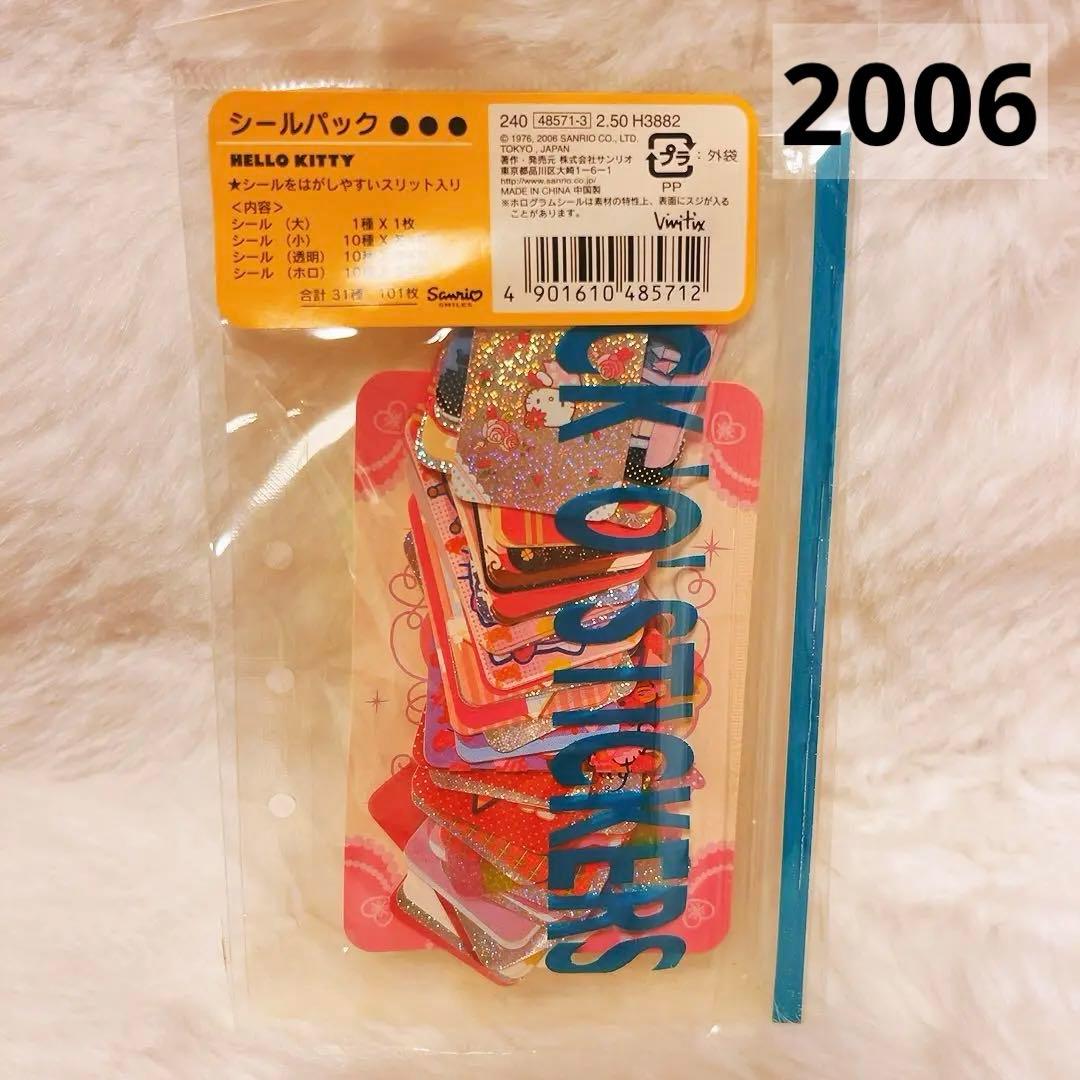 2006
シールパック ●●●
HELLO KITTY
★シールをはがしやすいスリット入り
<内容>
シール (大) 1種 X 1枚
シール (小) 10種 X
シール (透明) 10
シール (ホロ) 10
合計 31種 101枚
Sanrio
SMILES
240 48571-3 2.50 H3882
© 1976, 2006 SANRIO CO., LTD.
TOKYO, JAPAN
著作・発売元 株式会社サンリオ
東京都品川区大崎1-6-1
http://www.sanrio.co.jp/
MADE IN CHINA 中国製
プラ : 外袋
PP
※ホログラムシールは素材の特性上、表面にスジが入る
ことがあります。
Vivitix
4 901610 485712
CK 'O' STICKERS